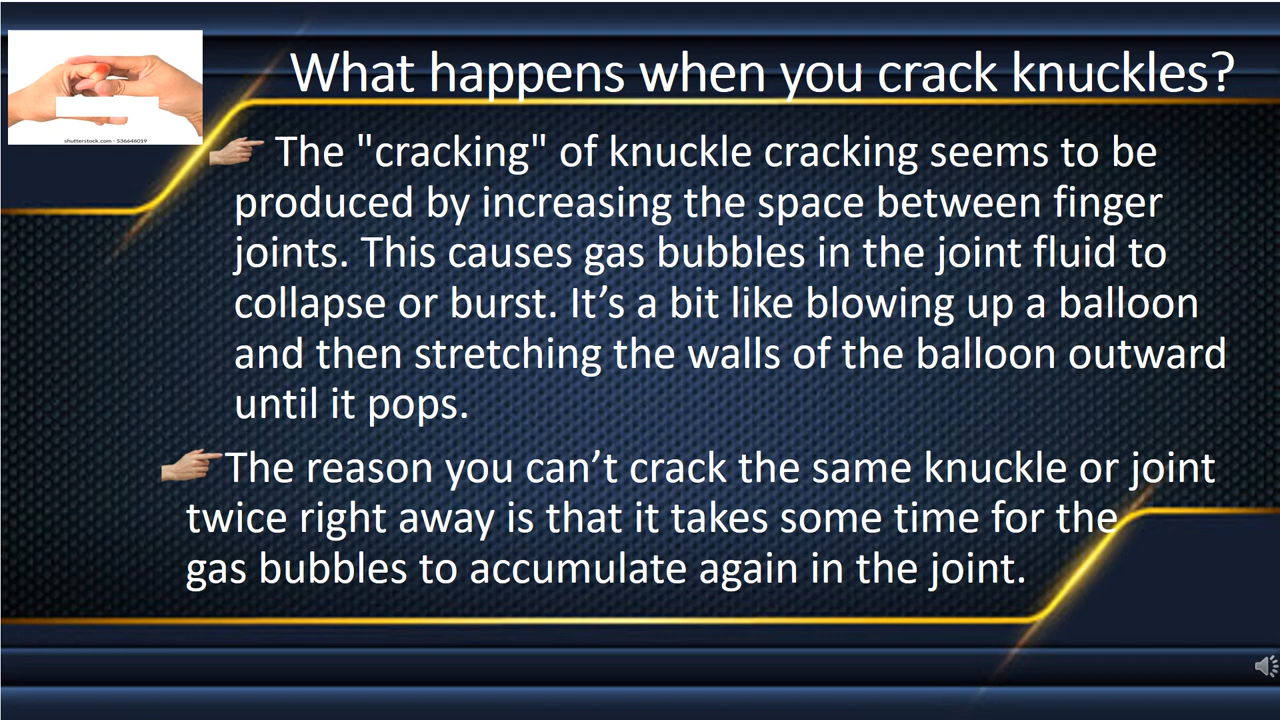 What happens when you crack knuckles?
shutterstock.com · 536646019
The "cracking" of knuckle cracking seems to be
produced by increasing the space between finger
joints. This causes gas bubbles in the joint fluid to
collapse or burst. It’s a bit like blowing up a balloon
and then stretching the walls of the balloon outward
until it pops.
The reason you can’t crack the same knuckle or joint
twice right away is that it takes some time for the
gas bubbles to accumulate again in the joint.